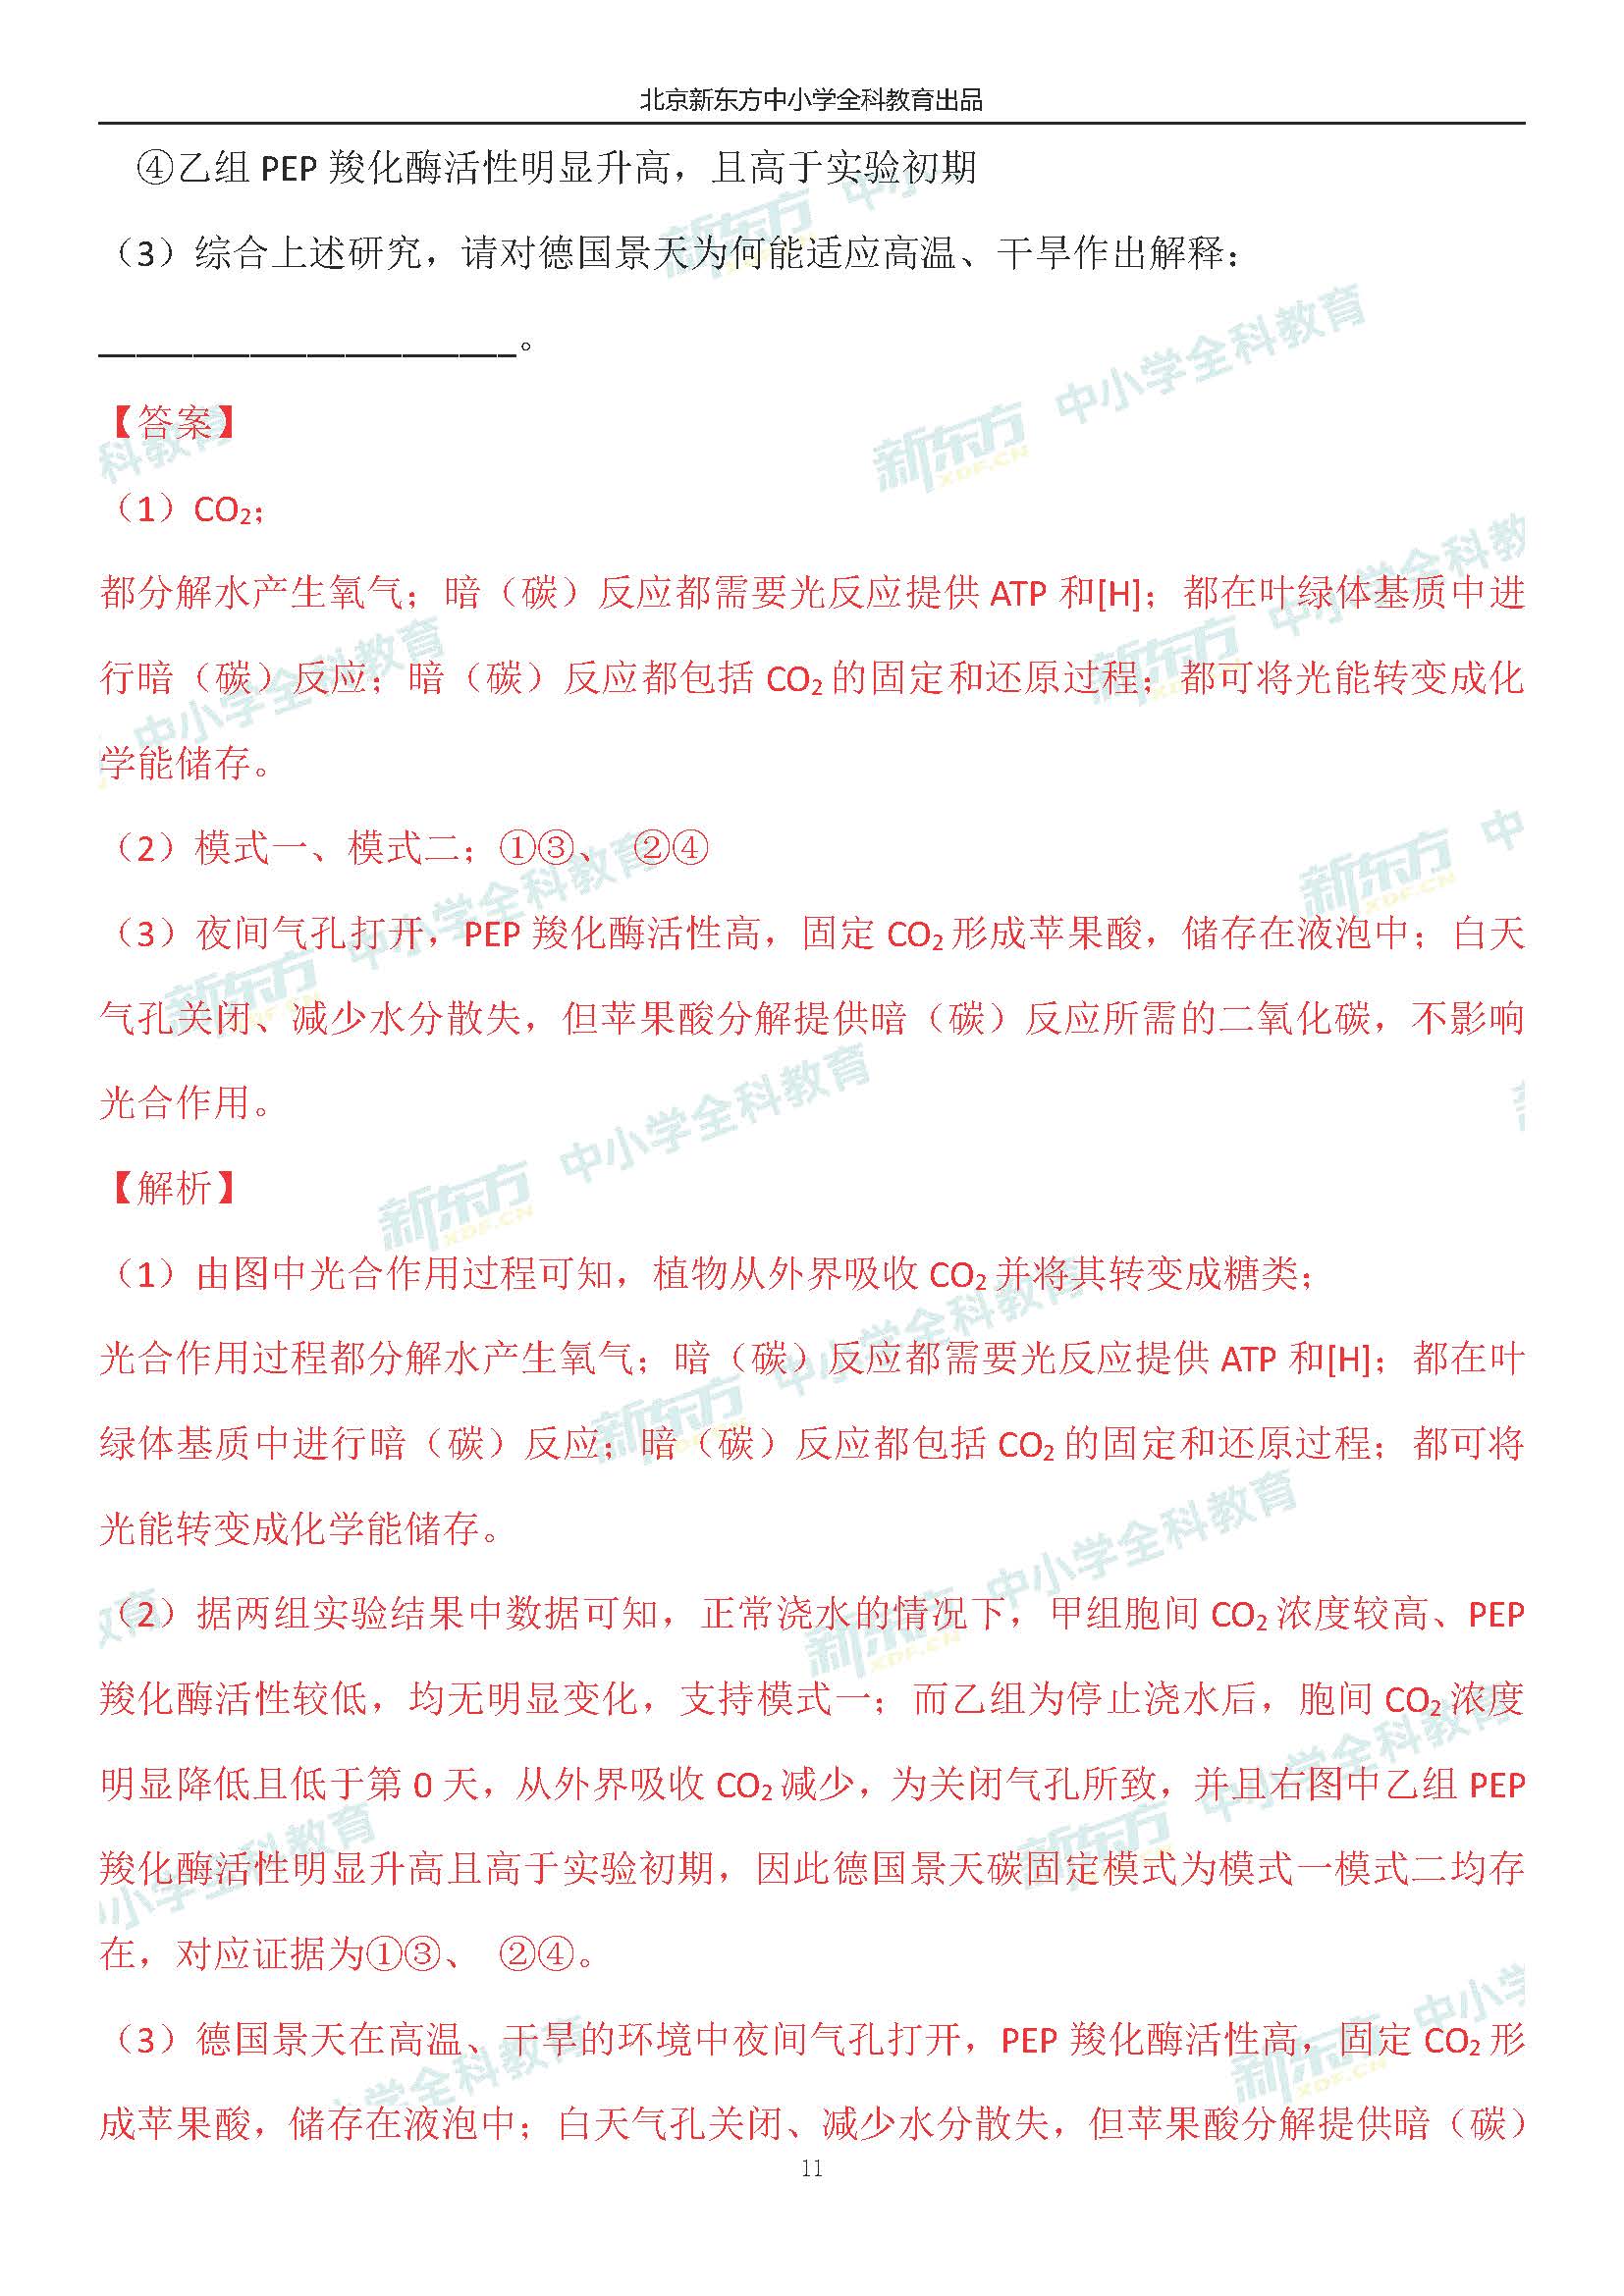 北京新东方中小学全科教育出品
④乙组 PEP 羧化酶活性明显升高，且高于实验初期
（3）综合上述研究，请对德国景天为何能适应高温、干旱作出解释：
______________________。
【答案】
（1）CO₂；
都分解水产生氧气；暗（碳）反应都需要光反应提供 ATP 和[H]；都在叶绿体基质中进
行暗（碳）反应；暗（碳）反应都包括 CO₂ 的固定和还原过程；都可将光能转变成化
学能储存。
（2）模式一、模式二；①③、 ②④
（3）夜间气孔打开，PEP 羧化酶活性高，固定 CO₂ 形成苹果酸，储存在液泡中；白天
气孔关闭、减少水分散失，但苹果酸分解提供暗（碳）反应所需的二氧化碳，不影响
光合作用。
【解析】
（1）由图中光合作用过程可知，植物从外界吸收 CO₂ 并将其转变成糖类；
光合作用过程都分解水产生氧气；暗（碳）反应都需要光反应提供 ATP 和[H]；都在叶
绿体基质中进行暗（碳）反应；暗（碳）反应都包括 CO₂ 的固定和还原过程；都可将
光能转变成化学能储存。
（2）据两组实验结果中数据可知，正常浇水的情况下，甲组胞间 CO₂ 浓度较高、PEP
羧化酶活性较低，均无明显变化，支持模式一；而乙组为停止浇水后，胞间 CO₂ 浓度
明显降低且低于第 0 天，从外界吸收 CO₂ 减少，为关闭气孔所致，并且右图中乙组 PEP
羧化酶活性明显升高且高于实验初期，因此德国景天碳固定模式为模式一模式二均存
在，对应证据为①③、 ②④。
（3）德国景天在高温、干旱的环境中夜间气孔打开，PEP 羧化酶活性高，固定 CO₂ 形
成苹果酸，储存在液泡中；白天气孔关闭、减少水分散失，但苹果酸分解提供暗（碳）
11
新东方 XDF.CN 中小学全科教育